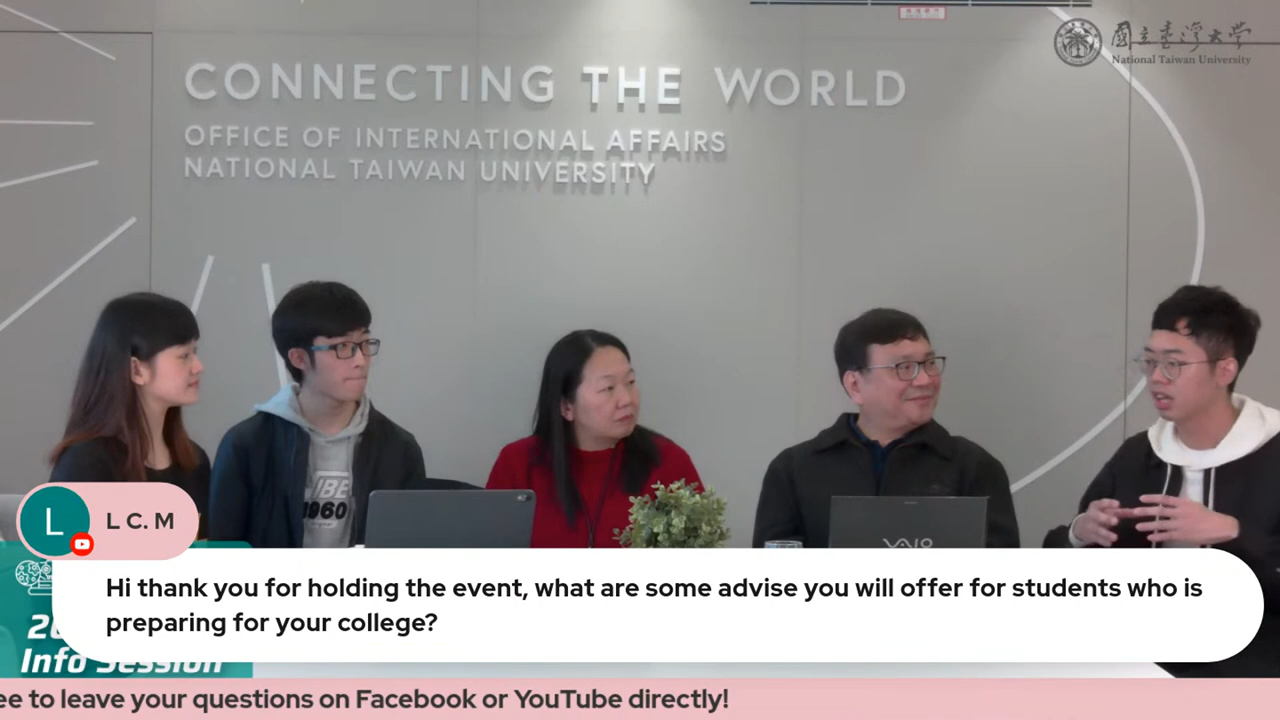 CONNECTING THE WORLD
OFFICE OF INTERNATIONAL AFFAIRS
NATIONAL TAIWAN UNIVERSITY
國立臺灣大學
National Taiwan University
1960
VAIO
L
L C. M
Hi thank you for holding the event, what are some advise you will offer for students who is
preparing for your college?
Info Session
to leave your questions on Facebook or YouTube directly!